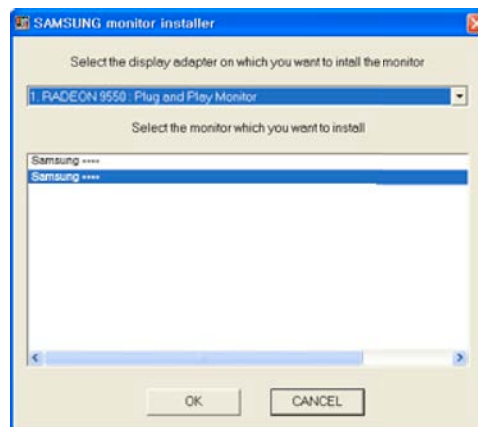 SAMSUNG monitor installer
Select the display adapter on which you want to intall the monitor
1. RADEON 9550 : Plug and Play Monitor
Select the monitor which you want to install
Samsung ****
Samsung ****
OK
CANCEL